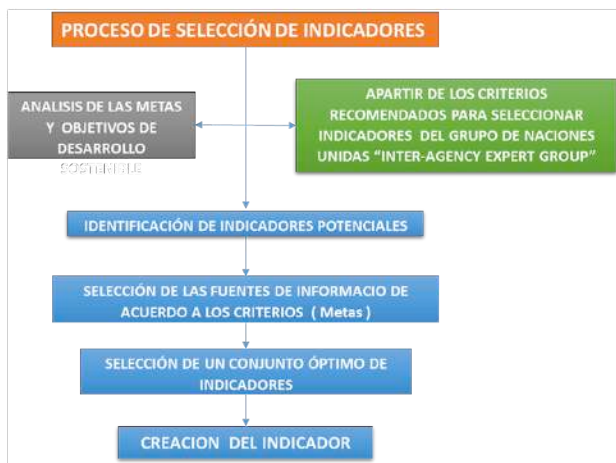 PROCESO DE SELECCIÓN DE INDICADORES
ANALISIS DE LAS METAS
Y OBJETIVOS DE
DESARROLLO
SOSTENIBLE
APARTIR DE LOS CRITERIOS
RECOMENDADOS PARA SELECCIONAR
INDICADORES DEL GRUPO DE NACIONES
UNIDAS “INTER-AGENCY EXPERT GROUP”
IDENTIFICACIÓN DE INDICADORES POTENCIALES
SELECCIÓN DE LAS FUENTES DE INFORMACIO DE
ACUERDO A LOS CRITERIOS ( Metas )
SELECCIÓN DE UN CONJUNTO ÓPTIMO DE
INDICADORES
CREACION DEL INDICADOR